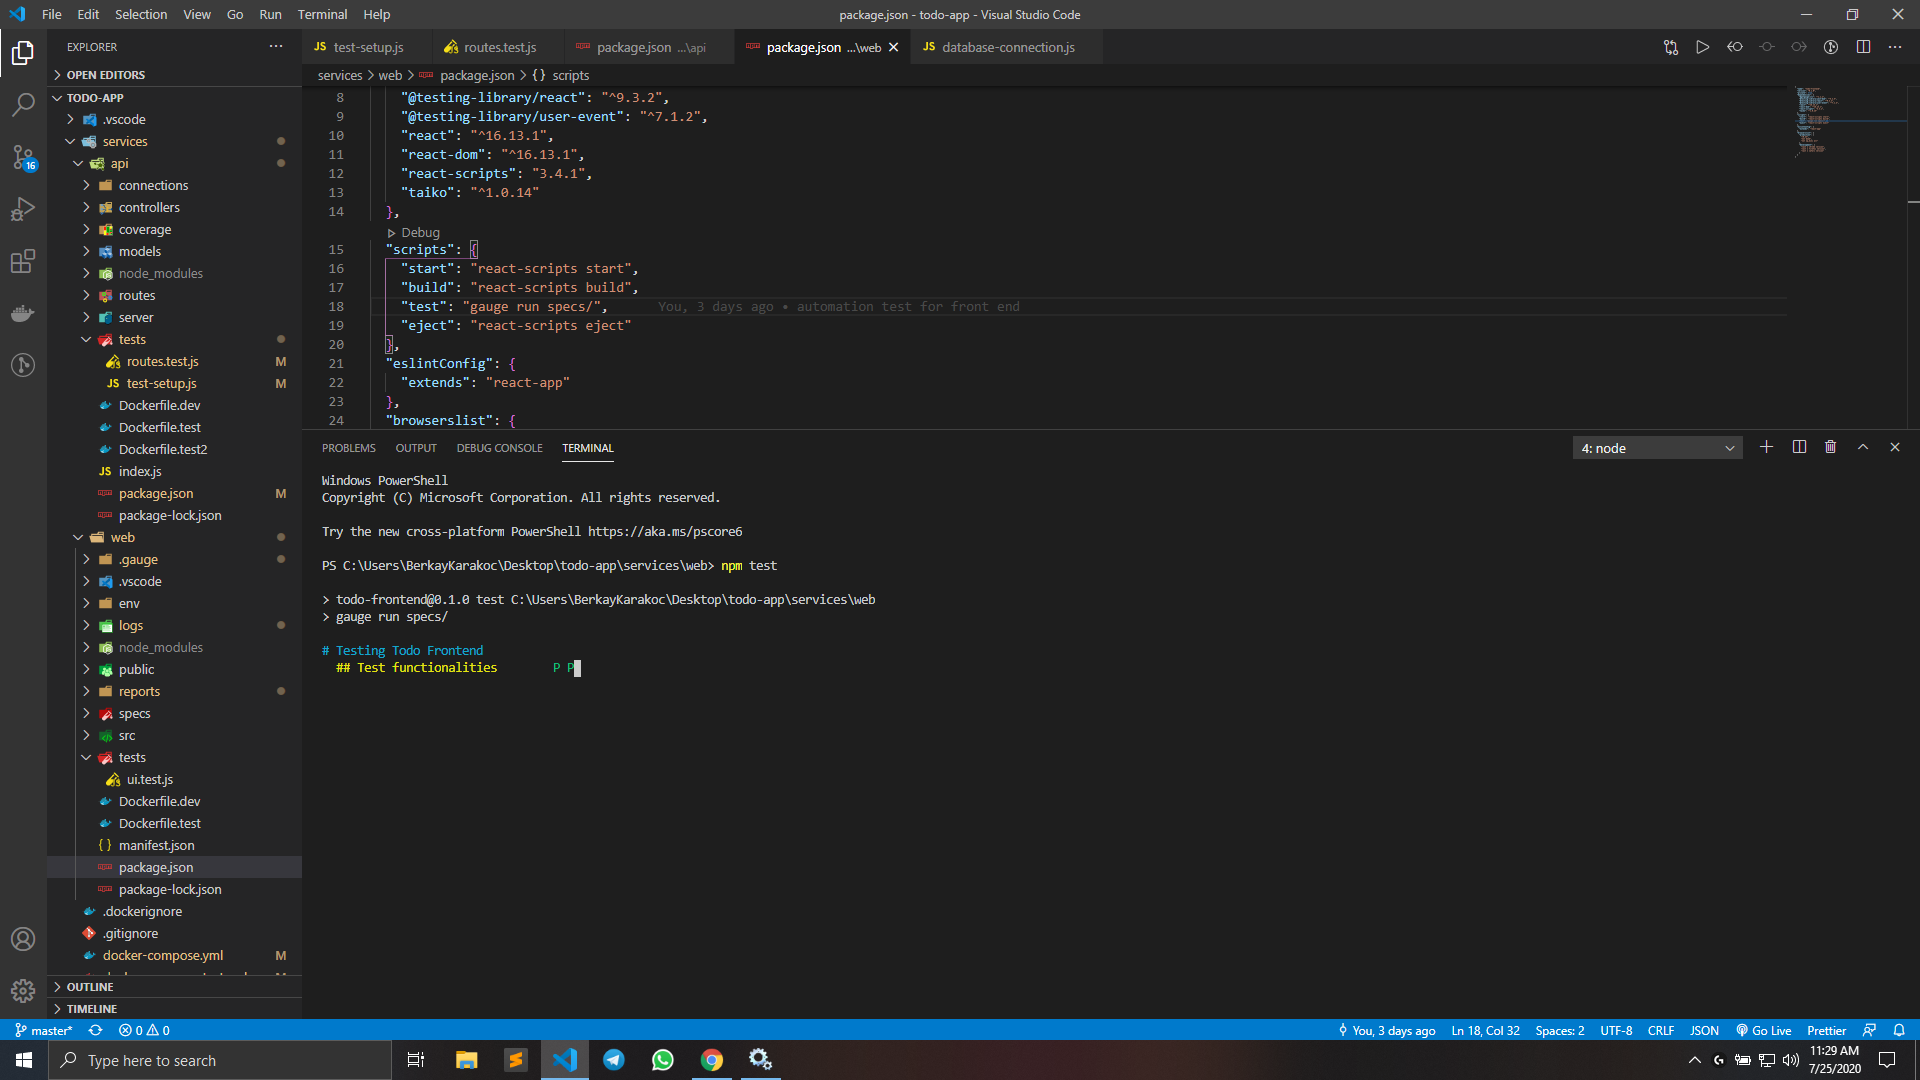 File Edit Selection View Go Run Terminal Help
package.json - todo-app - Visual Studio Code
EXPLORER
OPEN EDITORS
TODO-APP
.vscode
services
api
connections
controllers
coverage
models
node_modules
routes
server
tests
routes.test.js M
test-setup.js M
Dockerfile.dev
Dockerfile.test
Dockerfile.test2
index.js
package.json M
package-lock.json
web
.gauge
.vscode
env
logs
node_modules
public
reports
specs
src
tests
ui.test.js
Dockerfile.dev
Dockerfile.test
manifest.json
package.json
package-lock.json
.dockerignore
.gitignore
docker-compose.yml M
OUTLINE
TIMELINE
16
JS test-setup.js
routes.test.js
package.json ...\api
package.json ...\web
JS database-connection.js
services > web > package.json > {} scripts
8 "@testing-library/react": "^9.3.2",
9 "@testing-library/user-event": "^7.1.2",
10 "react": "^16.13.1",
11 "react-dom": "^16.13.1",
12 "react-scripts": "3.4.1",
13 "taiko": "^1.0.14"
14 },
Debug
15 "scripts": {
16 "start": "react-scripts start",
17 "build": "react-scripts build",
18 "test": "gauge run specs/", You, 3 days ago • automation test for front end
19 "eject": "react-scripts eject"
20 },
21 "eslintConfig": {
22 "extends": "react-app"
23 },
24 "browserslist": {
PROBLEMS OUTPUT DEBUG CONSOLE TERMINAL
4: node
Windows PowerShell
Copyright (C) Microsoft Corporation. All rights reserved.
Try the new cross-platform PowerShell https://aka.ms/pscore6
PS C:\Users\BerkayKarakoc\Desktop\todo-app\services\web> npm test
> todo-frontend@0.1.0 test C:\Users\BerkayKarakoc\Desktop\todo-app\services\web
> gauge run specs/
# Testing Todo Frontend
## Test functionalities P P
master* 0 0
You, 3 days ago Ln 18, Col 32 Spaces: 2 UTF-8 CRLF JSON Go Live Prettier
Type here to search
11:29 AM
7/25/2020